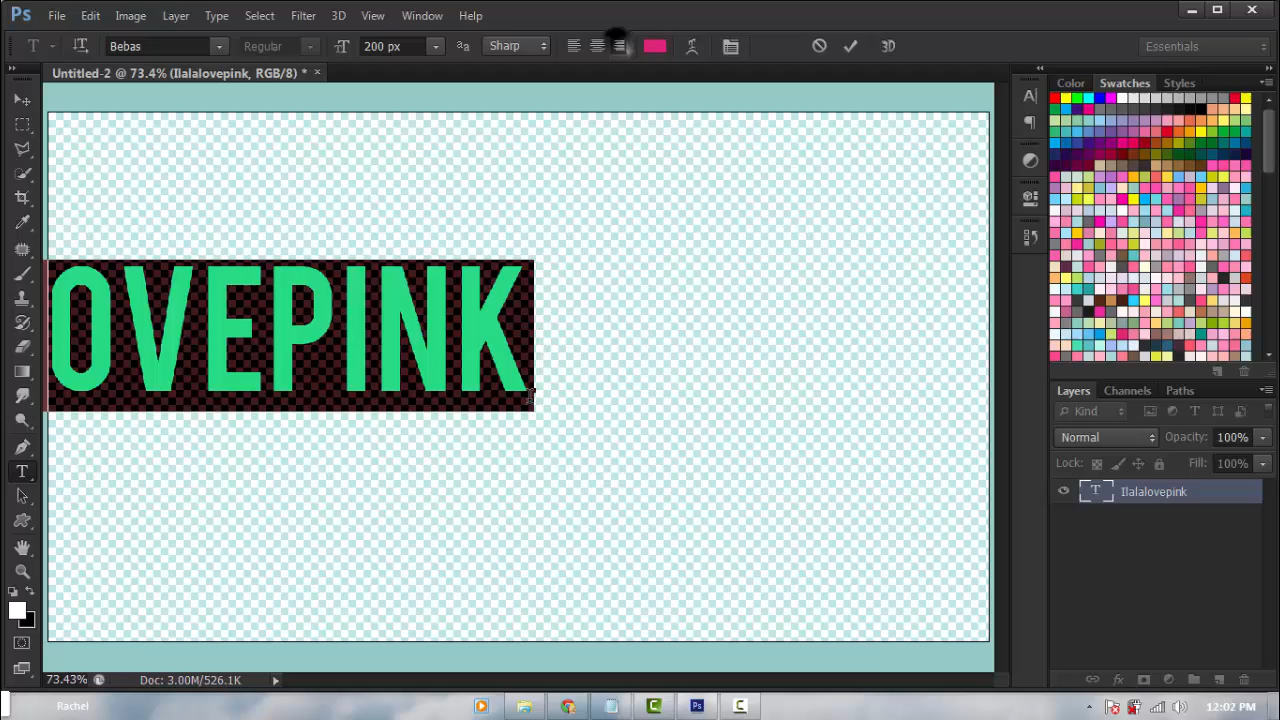 Ps File Edit Image Layer Type Select Filter 3D View Window Help
T Bebas Regular T 200 px aa Sharp 3D Essentials
Untitled-2 @ 73.4% (Ilalalovepink, RGB/8) * ×
Color Swatches Styles
OVEPINK
Layers Channels Paths
Kind
Normal Opacity: 100%
Lock: Fill: 100%
T Ilalalovepink
73.43% Doc: 3.00M/526.1K
Rachel 12:02 PM